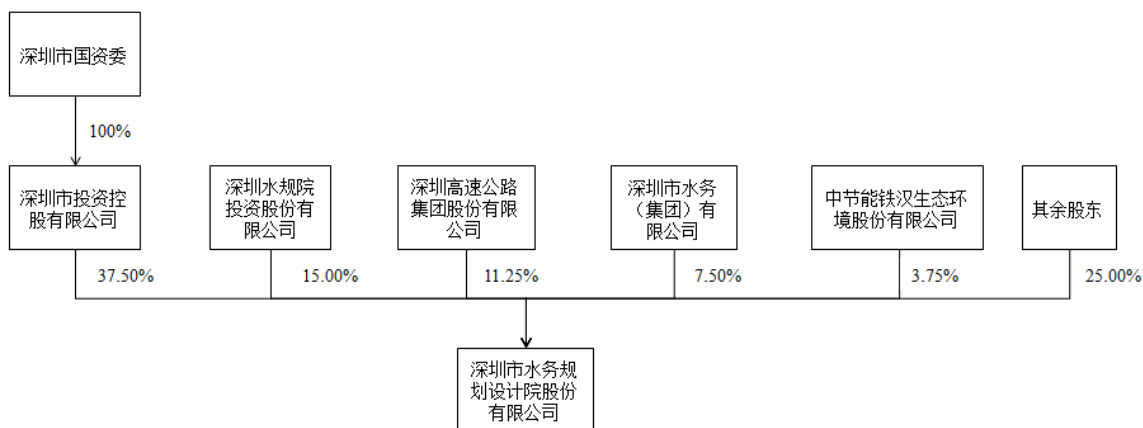 深圳市国资委
100%
深圳市投资控
股有限公司
深圳水规院
投资股份有
限公司
深圳高速公路
集团股份有限
公司
深圳市水务
（集团）有
限公司
中节能铁汉生态环
境股份有限公司
其余股东
37.50%
15.00%
11.25%
7.50%
3.75%
25.00%
深圳市水务规
划设计院股份
有限公司